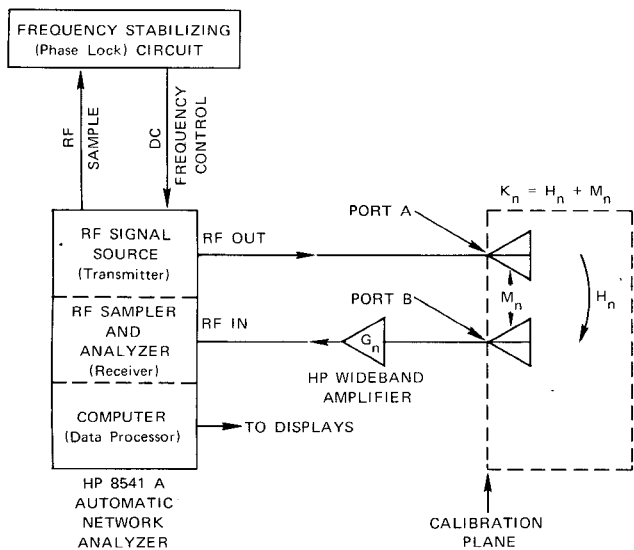 FREQUENCY STABILIZING
(Phase Lock) CIRCUIT
RF
SAMPLE
DC
FREQUENCY
CONTROL
RF SIGNAL
SOURCE
(Transmitter)
RF OUT
RF SAMPLER
AND
ANALYZER
(Receiver)
RF IN
COMPUTER
(Data Processor)
TO DISPLAYS
HP 8541 A
AUTOMATIC
NETWORK
ANALYZER
Gn
HP WIDEBAND
AMPLIFIER
PORT A
PORT B
Kn = Hn + Mn
Mn
Hn
CALIBRATION
PLANE